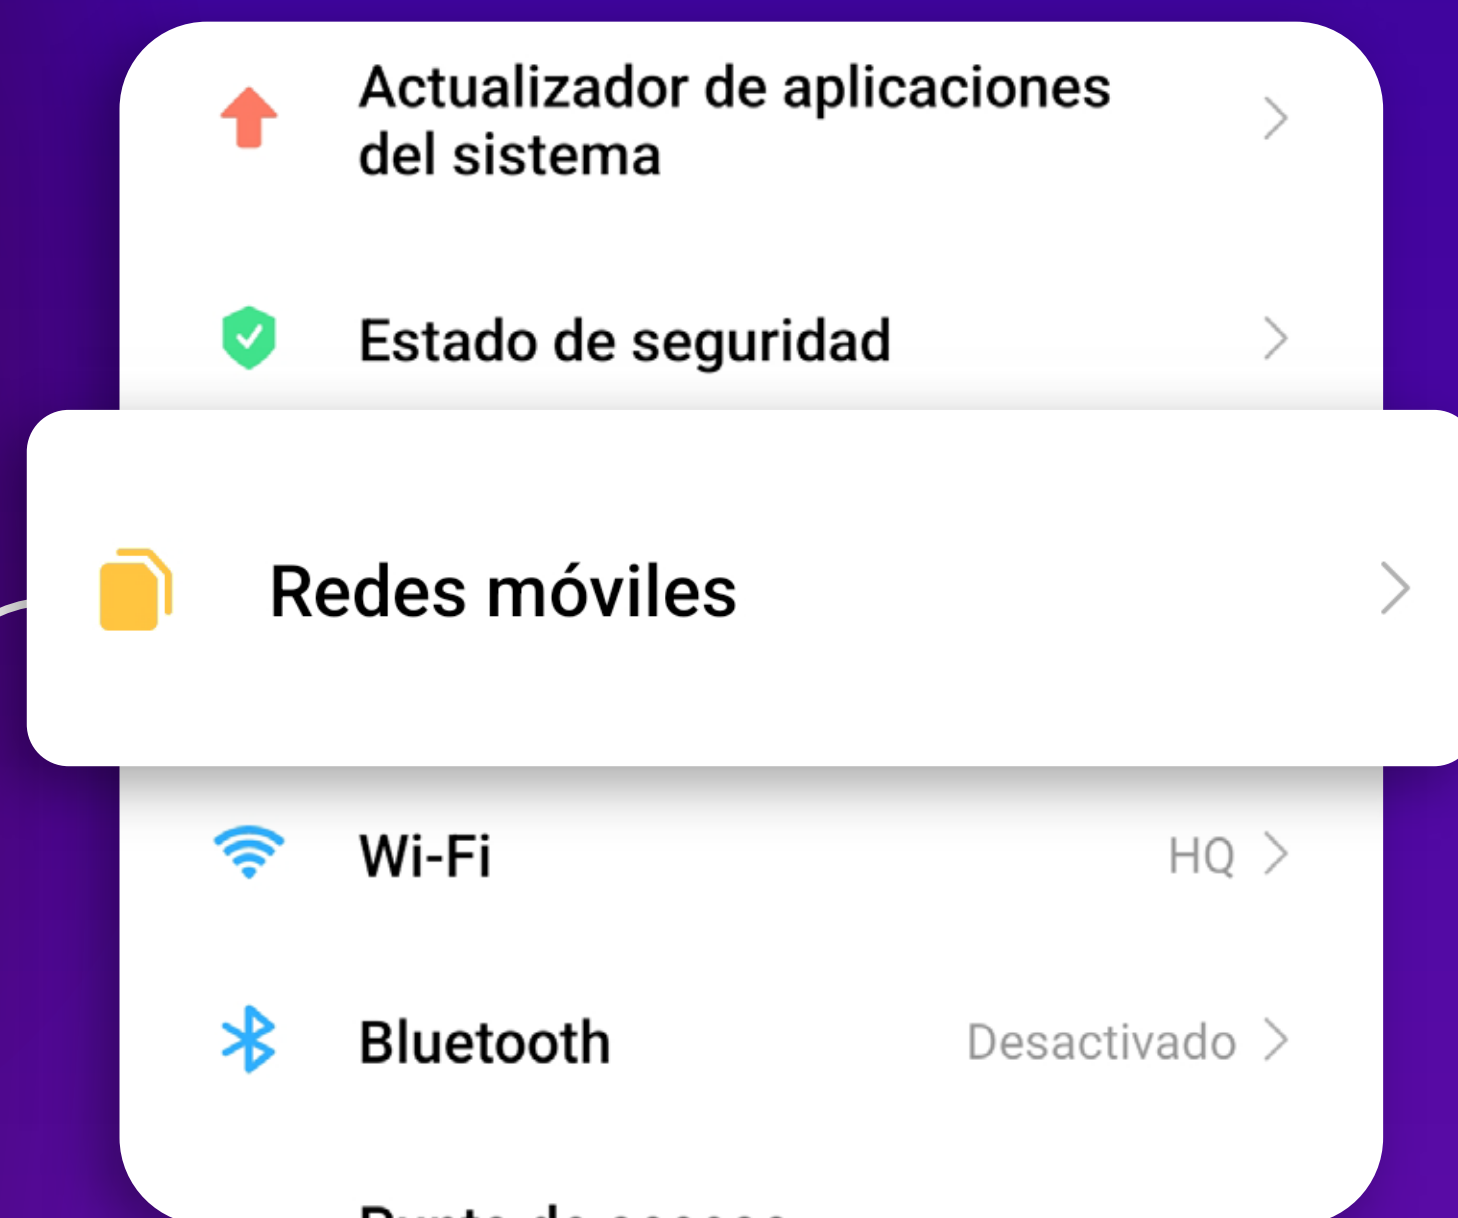 Actualizador de aplicaciones
del sistema
Estado de seguridad
Redes móviles
Wi-Fi
HQ
Bluetooth
Desactivado